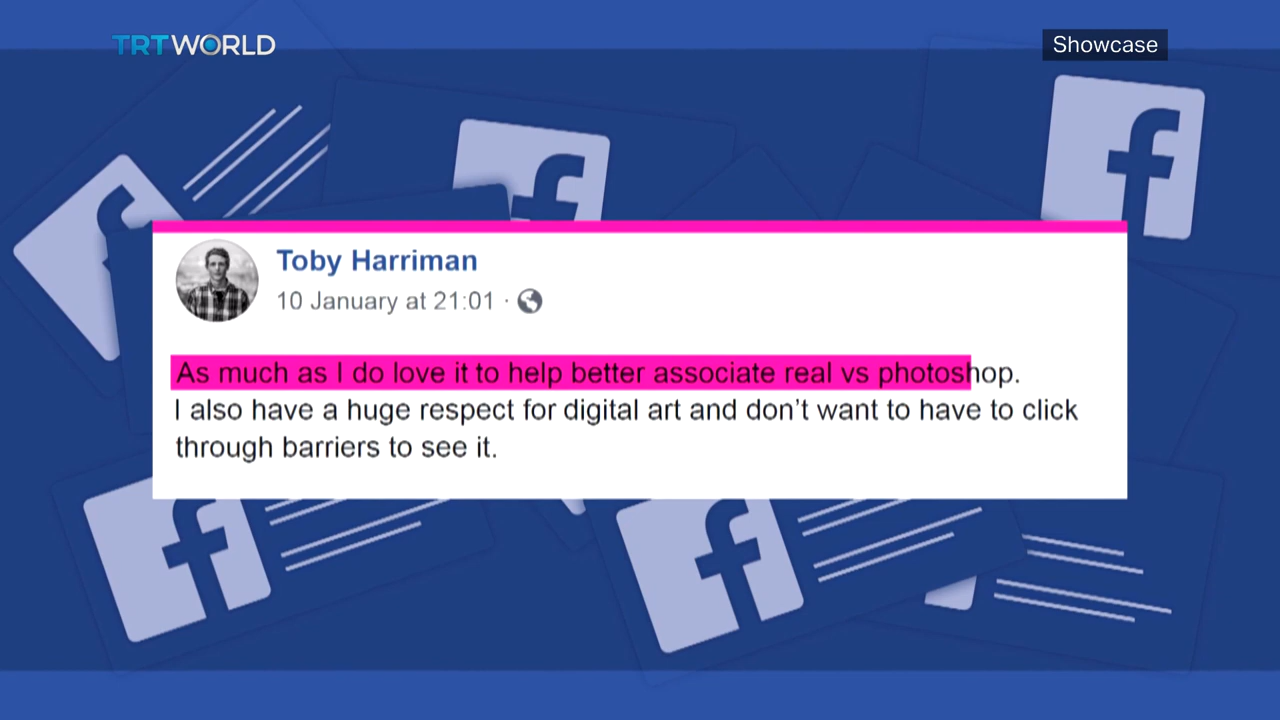 TRT WORLD
Showcase
Toby Harriman
10 January at 21:01 ·
As much as I do love it to help better associate real vs photoshop.
I also have a huge respect for digital art and don't want to have to click
through barriers to see it.